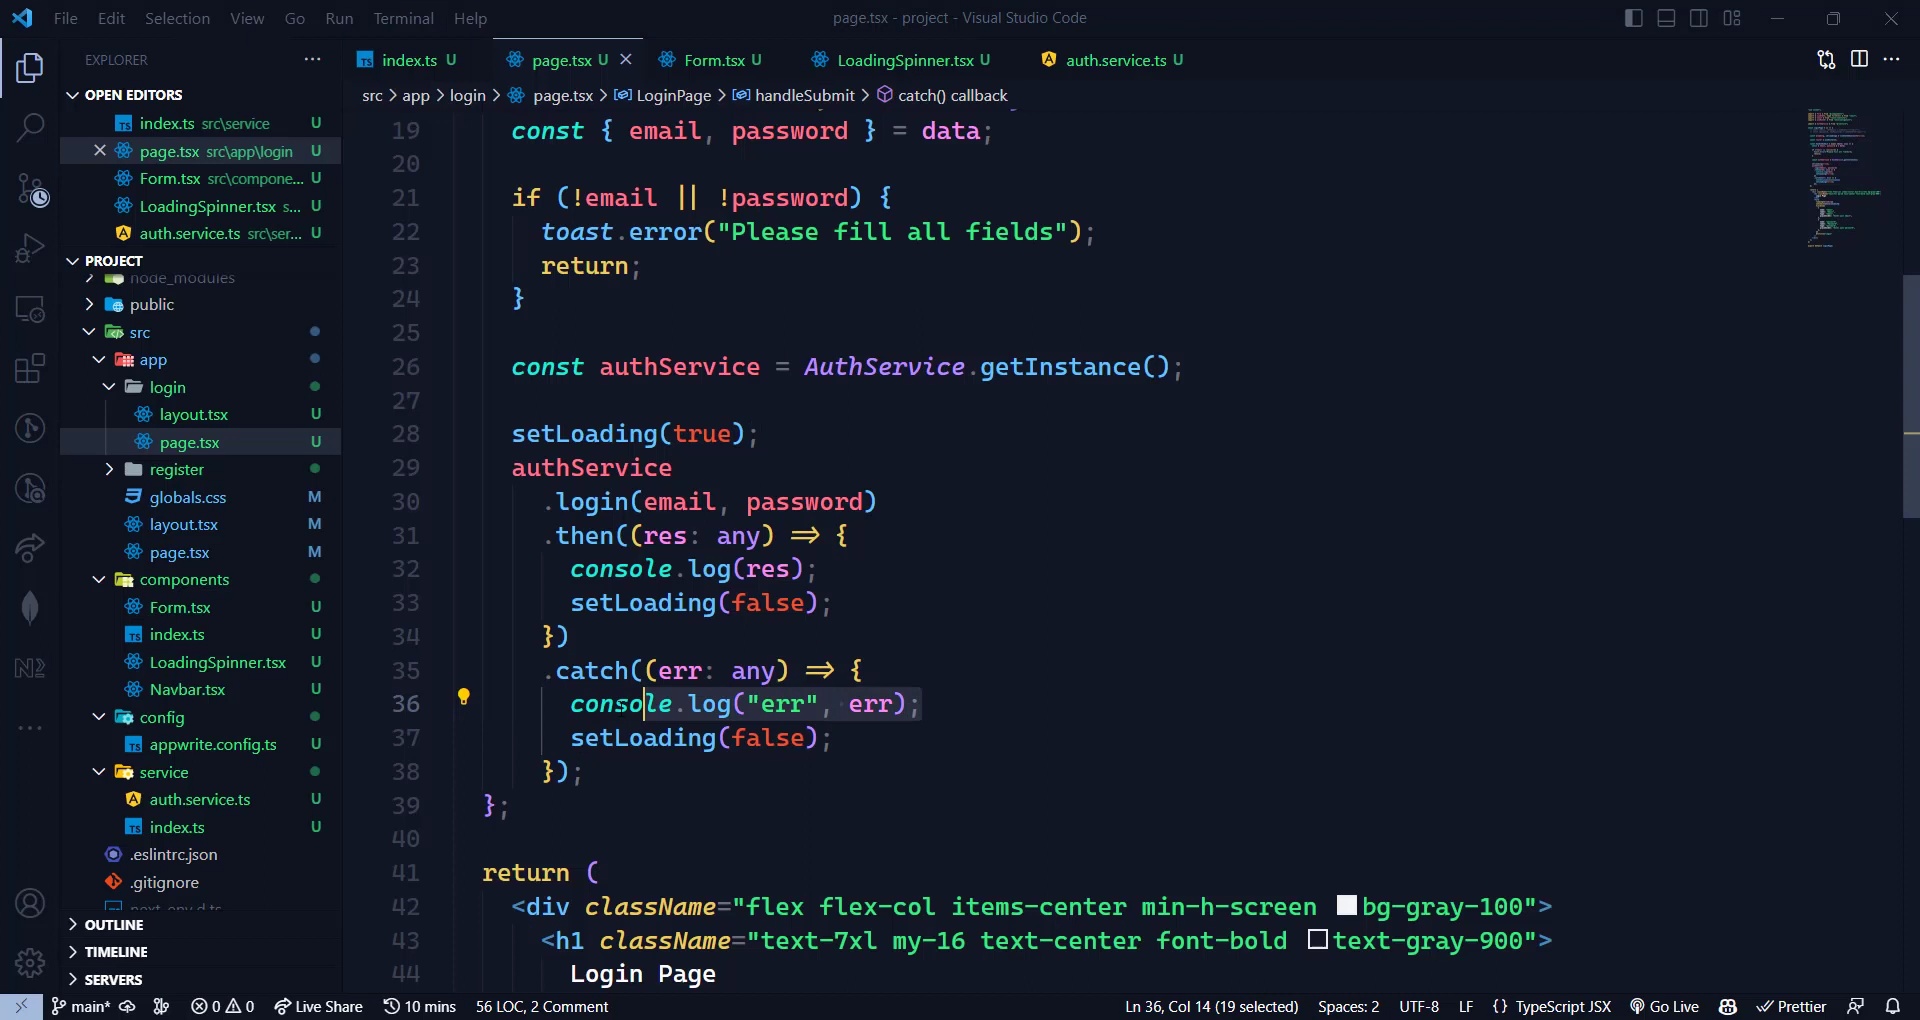 File Edit Selection View Go Run Terminal Help
page.tsx - project - Visual Studio Code
EXPLORER
OPEN EDITORS
index.ts src\service U
page.tsx src\app\login U
Form.tsx src\compone... U
LoadingSpinner.tsx s... U
auth.service.ts src\ser... U
PROJECT
node_modules
public
src
app
login
layout.tsx U
page.tsx U
register
globals.css M
layout.tsx M
page.tsx M
components
Form.tsx U
index.ts U
LoadingSpinner.tsx U
Navbar.tsx U
config
appwrite.config.ts U
service
auth.service.ts U
index.ts U
.eslintrc.json
.gitignore
next-env.d.ts
OUTLINE
TIMELINE
SERVERS
index.ts U page.tsx U Form.tsx U LoadingSpinner.tsx U auth.service.ts U
src > app > login > page.tsx > LoginPage > handleSubmit > catch() callback
19 const { email, password } = data;
20
21 if (!email || !password) {
22 toast.error("Please fill all fields");
23 return;
24 }
25
26 const authService = AuthService.getInstance();
27
28 setLoading(true);
29 authService
30 .login(email, password)
31 .then((res: any) => {
32 console.log(res);
33 setLoading(false);
34 })
35 .catch((err: any) => {
36 console.log("err", err);
37 setLoading(false);
38 });
39 };
40
41 return (
42 <div className="flex flex-col items-center min-h-screen bg-gray-100">
43 <h1 className="text-7xl my-16 text-center font-bold text-gray-900">
44 Login Page
main* 0 0 Live Share 10 mins 56 LOC, 2 Comment Ln 36, Col 14 (19 selected) Spaces: 2 UTF-8 LF {} TypeScript JSX Go Live Prettier